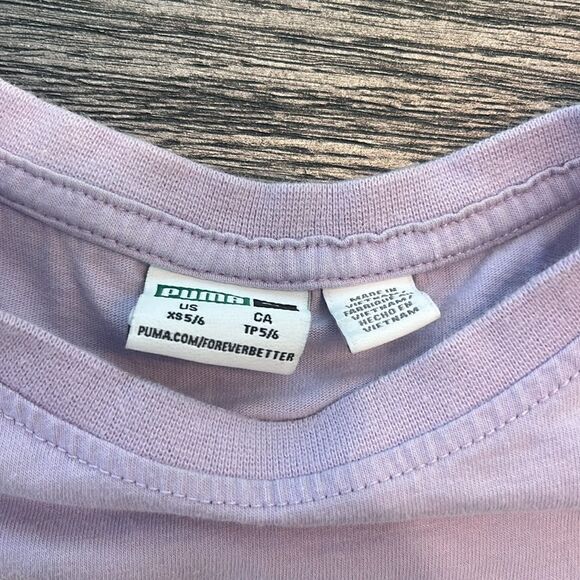 PUMA
US CA
XS 5/6 TP 5/6
PUMA.COM/FOREVERBETTER
MADE IN
VIETNAM/
FABRIQUÉ AU
VIETNAM/
HECHO EN
VIETNAM